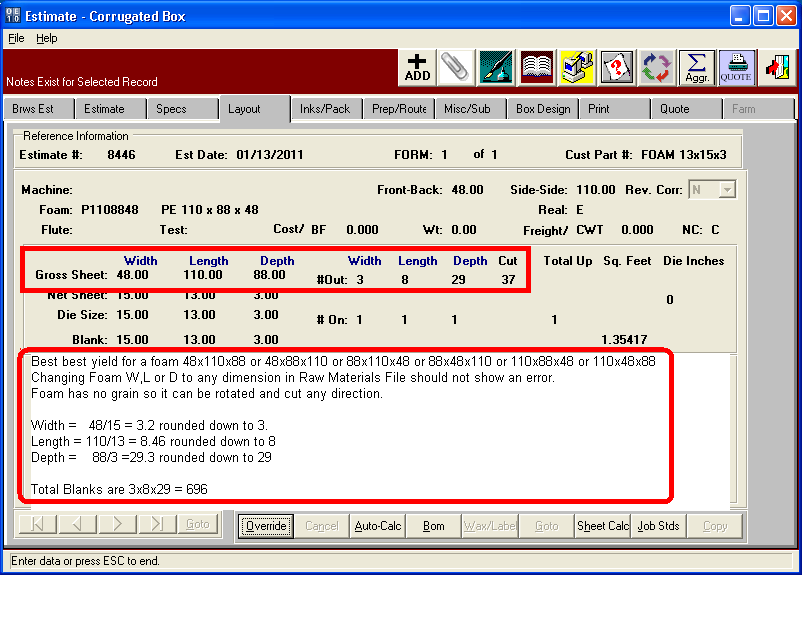 Estimate - Corrugated Box
File Help
Notes Exist for Selected Record
ADD
Aggr.
QUOTE
Brws Est Estimate Specs Layout Inks/Pack Prep/Route Misc/Sub Box Design Print Quote Farm
Reference Information
Estimate #: 8446 Est Date: 01/13/2011 FORM: 1 of 1 Cust Part #: FOAM 13x15x3
Machine: Front-Back: 48.00 Side-Side: 110.00 Rev. Corr: N
Foam: P1108848 PE 110 x 88 x 48 Real: E
Flute: Test: Cost/ BF 0.000 Wt: 0.00 Freight/ CWT 0.000 NC: C
Width Length Depth Width Length Depth Cut Total Up Sq. Feet Die Inches
Gross Sheet: 48.00 110.00 88.00 #Out: 3 8 29 37
Net Sheet: 15.00 13.00 3.00 0
Die Size: 15.00 13.00 3.00 # On: 1 1 1 1
Blank: 15.00 13.00 3.00 1.35417
Best best yield for a foam 48x110x88 or 48x88x110 or 88x110x48 or 88x48x110 or 110x88x48 or 110x48x88
Changing Foam W,L or D to any dimension in Raw Materials File should not show an error.
Foam has no grain so it can be rotated and cut any direction.
Width = 48/15 = 3.2 rounded down to 3.
Length = 110/13 = 8.46 rounded down to 8
Depth = 88/3 =29.3 rounded down to 29
Total Blanks are 3x8x29 = 696
Goto Override Cancel Auto-Calc Bom Wax/Label Goto Sheet Calc Job Stds Copy
Enter data or press ESC to end.